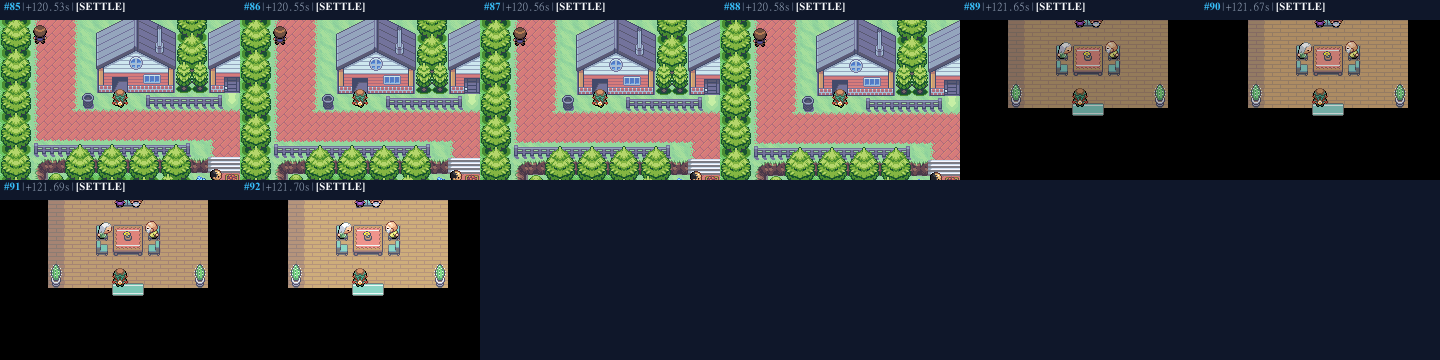 #85|+120.53s|[SETTLE]
#86|+120.55s|[SETTLE]
#87|+120.56s|[SETTLE]
#88|+120.58s|[SETTLE]
#89|+121.65s|[SETTLE]
#90|+121.67s|[SETTLE]
#91|+121.69s|[SETTLE]
#92|+121.70s|[SETTLE]